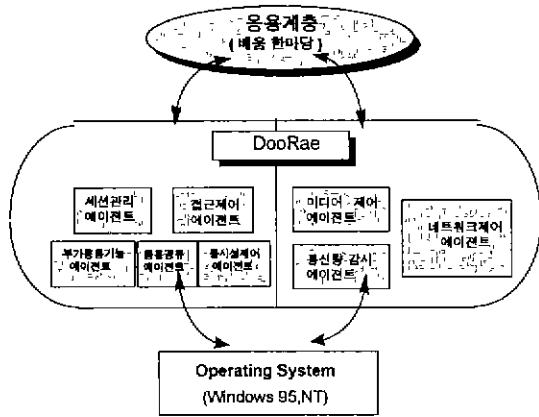 응용계층
( 배움 한마당 )
DooRae
세션관리
에이전트
접근제어
에이전트
미디어 제어
에이전트
네트워크제어
에이전트
부가응용기능
에이전트
응용공유
에이전트
동시성제어
에이전트
통신량 감시
에이전트
Operating System
(Windows 95,NT)